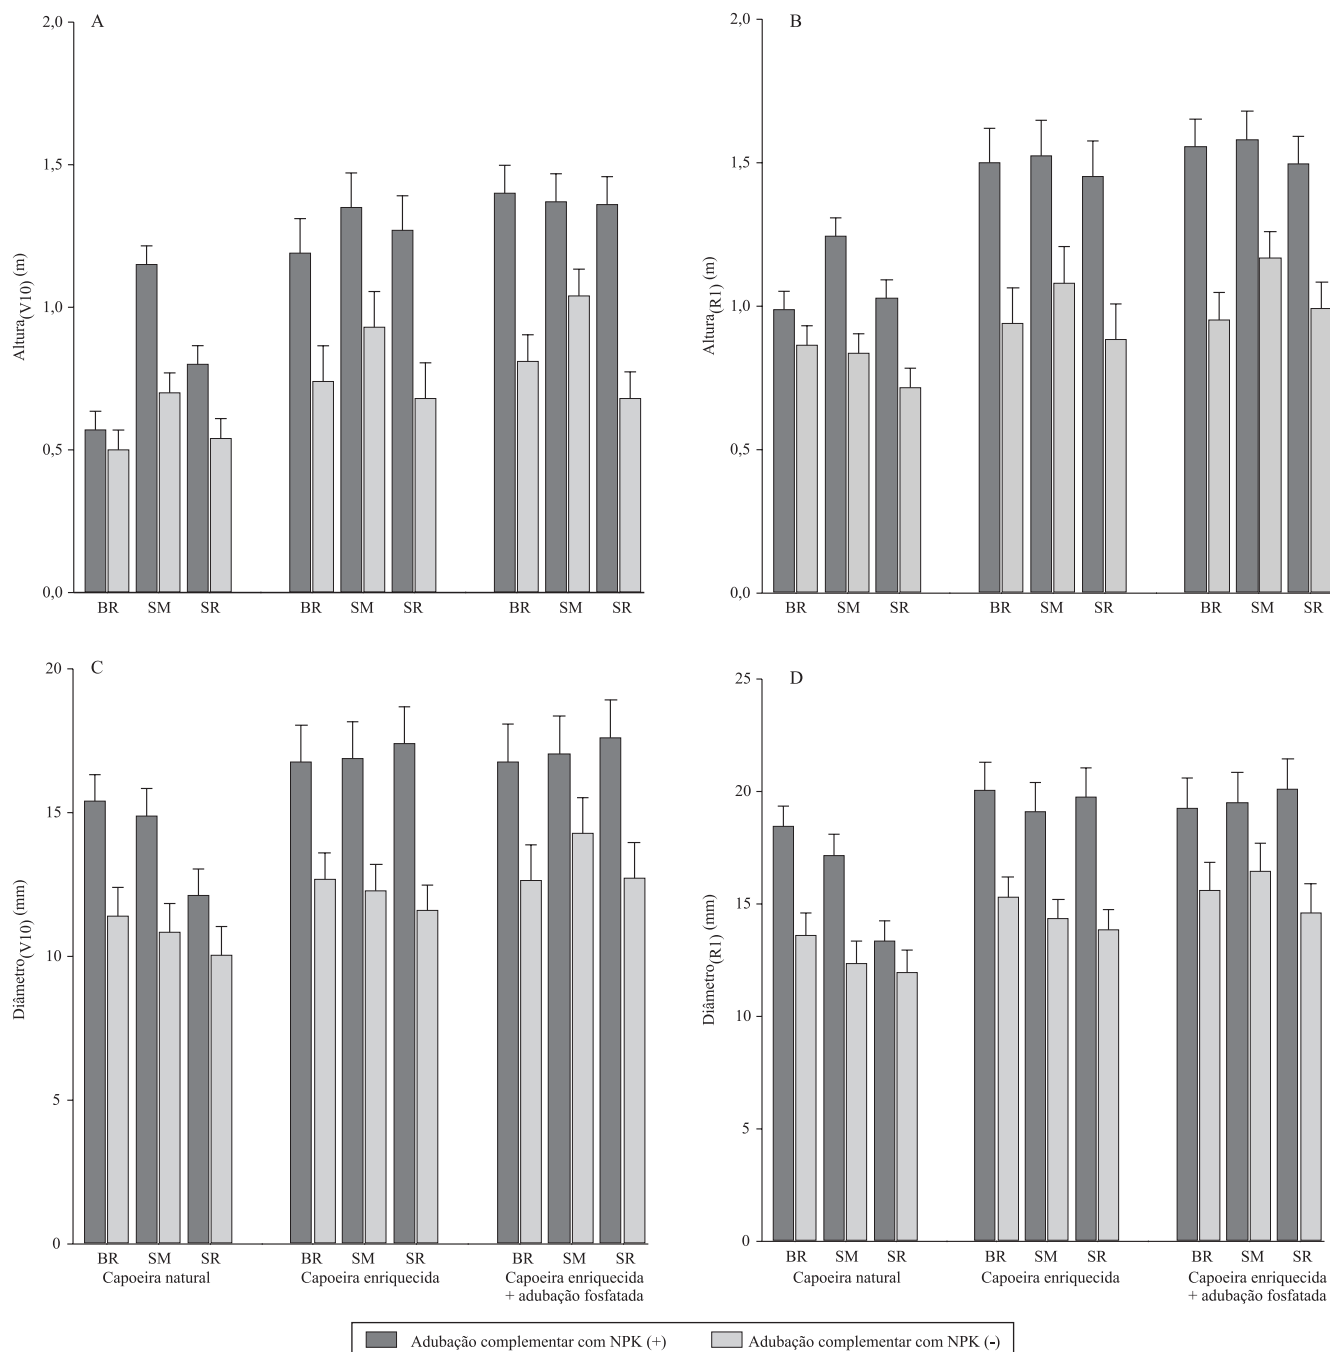 A
2,0
1,5
1,0
0,5
0,0
Altura(V10) (m)
BR SM SR BR SM SR BR SM SR
B
2,0
1,5
1,0
0,5
0,0
Altura(R1) (m)
BR SM SR BR SM SR BR SM SR
C
20
15
10
5
0
Diâmetro(V10) (mm)
BR SM SR BR SM SR BR SM SR
Capoeira natural Capoeira enriquecida Capoeira enriquecida
+ adubação fosfatada
D
25
20
15
10
5
0
Diâmetro(R1) (mm)
BR SM SR BR SM SR BR SM SR
Capoeira natural Capoeira enriquecida Capoeira enriquecida
+ adubação fosfatada
Adubação complementar com NPK (+) Adubação complementar com NPK (-)